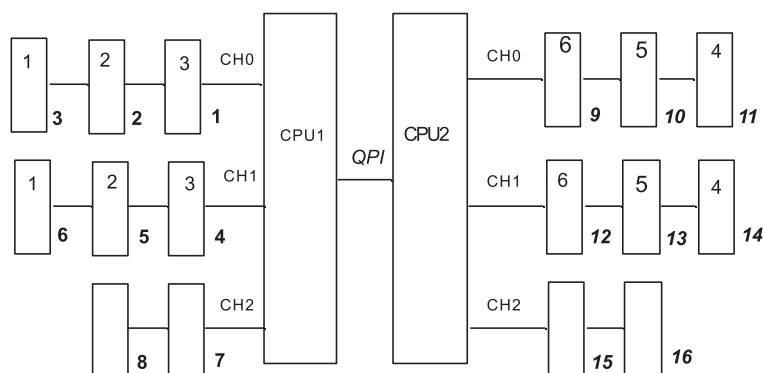 1 2 3 CH0 CH0 6 5 4
3 2 1 9 10 11
CPU1 QPI CPU2
1 2 3 CH1 CH1 6 5 4
6 5 4 12 13 14
CH2 CH2
8 7 15 16